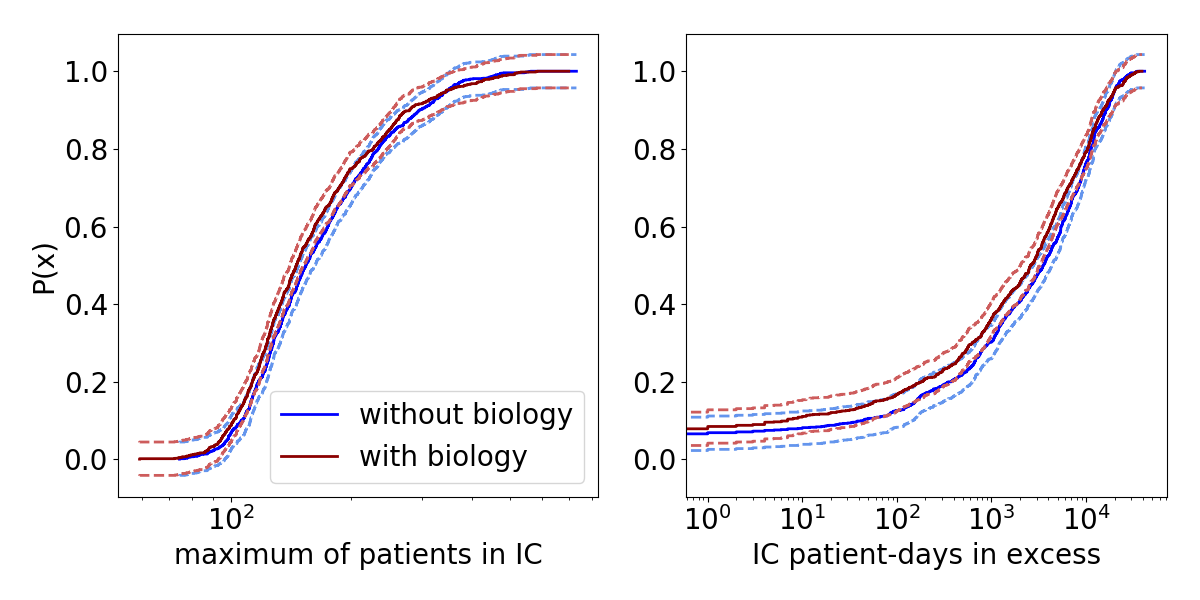 P(x)
1.0
0.8
0.6
0.4
0.2
0.0
without biology
with biology
10²
maximum of patients in IC
1.0
0.8
0.6
0.4
0.2
0.0
10⁰ 10¹ 10² 10³ 10⁴
IC patient-days in excess